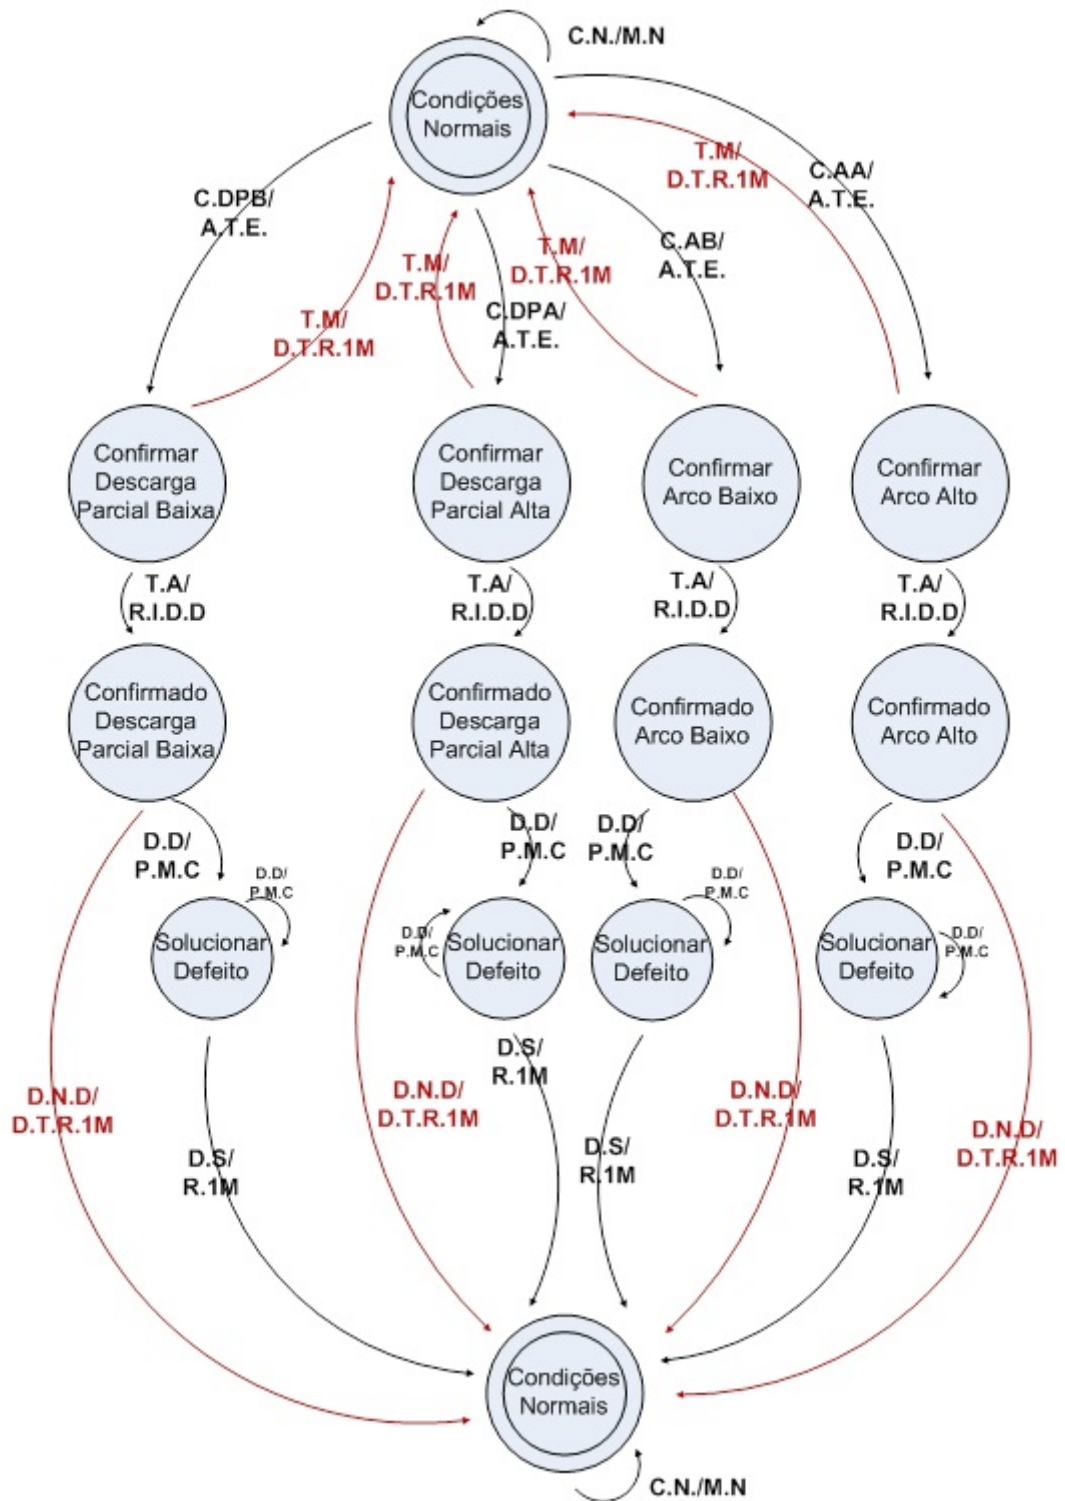 C.N./M.N
Condições
Normais
T.M/
D.T.R.1M
C.AA/
A.T.E.
C.DPB/
A.T.E.
C.AB/
A.T.E.
T.M/
D.T.R.1M
T.M/
D.T.R.1M
C.DPA/
A.T.E.
T.M/
D.T.R.1M
Confirmar
Descarga
Parcial Baixa
Confirmar
Descarga
Parcial Alta
Confirmar
Arco Baixo
Confirmar
Arco Alto
T.A/
R.I.D.D
T.A/
R.I.D.D
T.A/
R.I.D.D
T.A/
R.I.D.D
Confirmado
Descarga
Parcial Baixa
Confirmado
Descarga
Parcial Alta
Confirmado
Arco Baixo
Confirmado
Arco Alto
D.D/
P.M.C
D.D/
P.M.C
D.D/
P.M.C
D.D/
P.M.C
D.D/
P.M.C
D.D/
P.M.C
D.D/
P.M.C
D.D/
P.M.C
Solucionar
Defeito
Solucionar
Defeito
Solucionar
Defeito
Solucionar
Defeito
D.S/
R.1M
D.N.D/
D.T.R.1M
D.N.D/
D.T.R.1M
D.N.D/
D.T.R.1M
D.N.D/
D.T.R.1M
D.S/
R.1M
D.S/
R.1M
D.S/
R.1M
Condições
Normais
C.N./M.N